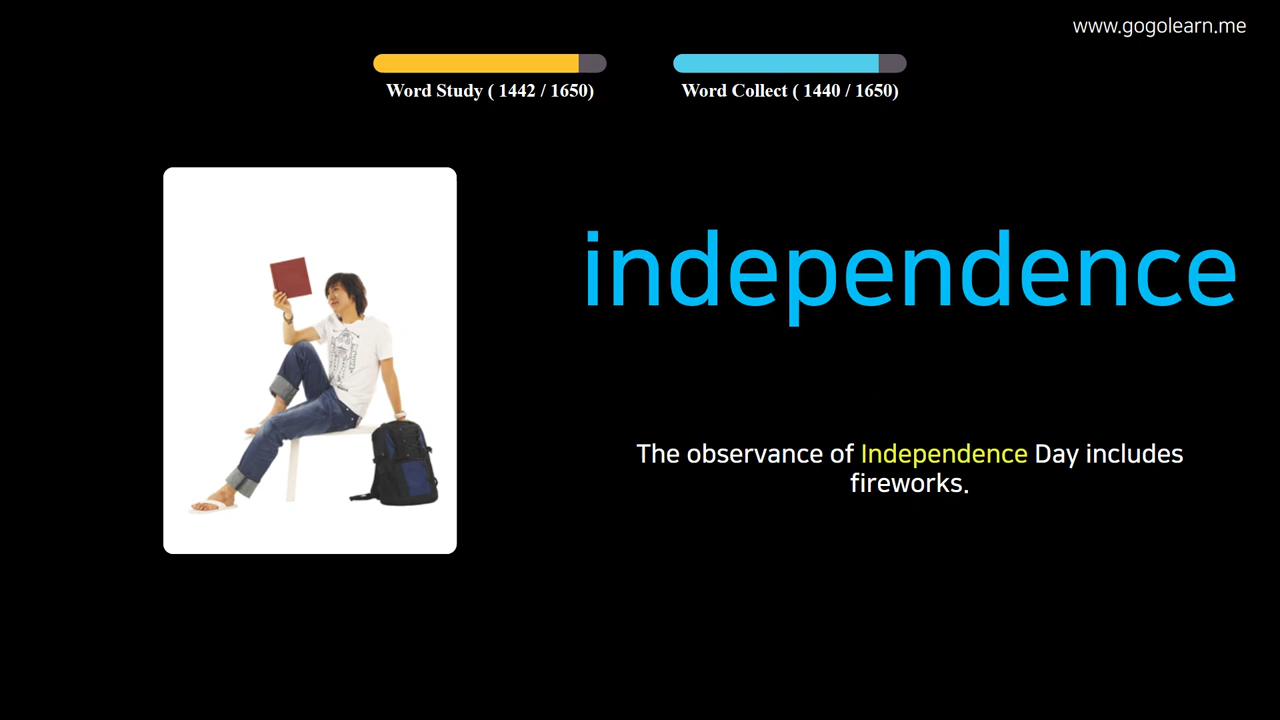 www.gogolearn.me
Word Study ( 1442 / 1650)
Word Collect ( 1440 / 1650)
independence
The observance of Independence Day includes
fireworks.